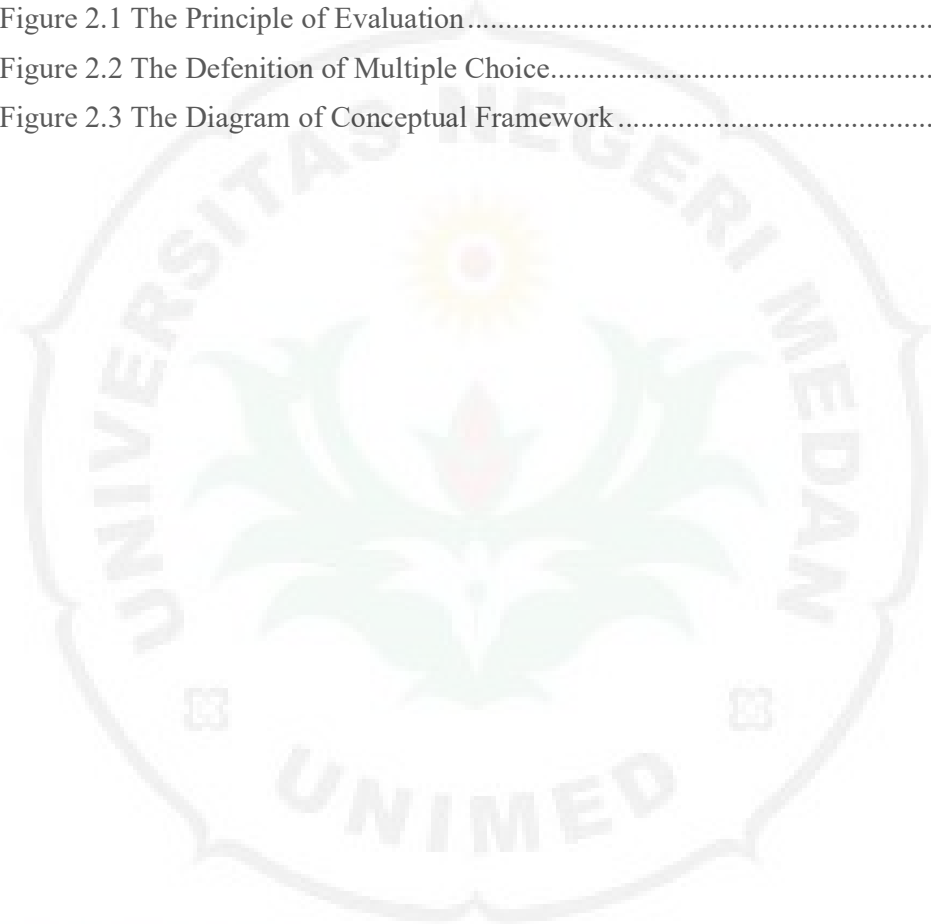 Figure 2.1 The Principle of Evaluation.....................................................
Figure 2.2 The Defenition of Multiple Choice...........................................
Figure 2.3 The Diagram of Conceptual Framework...................................
UNIVERSITAS NEGERI MEDAN
UNIMED